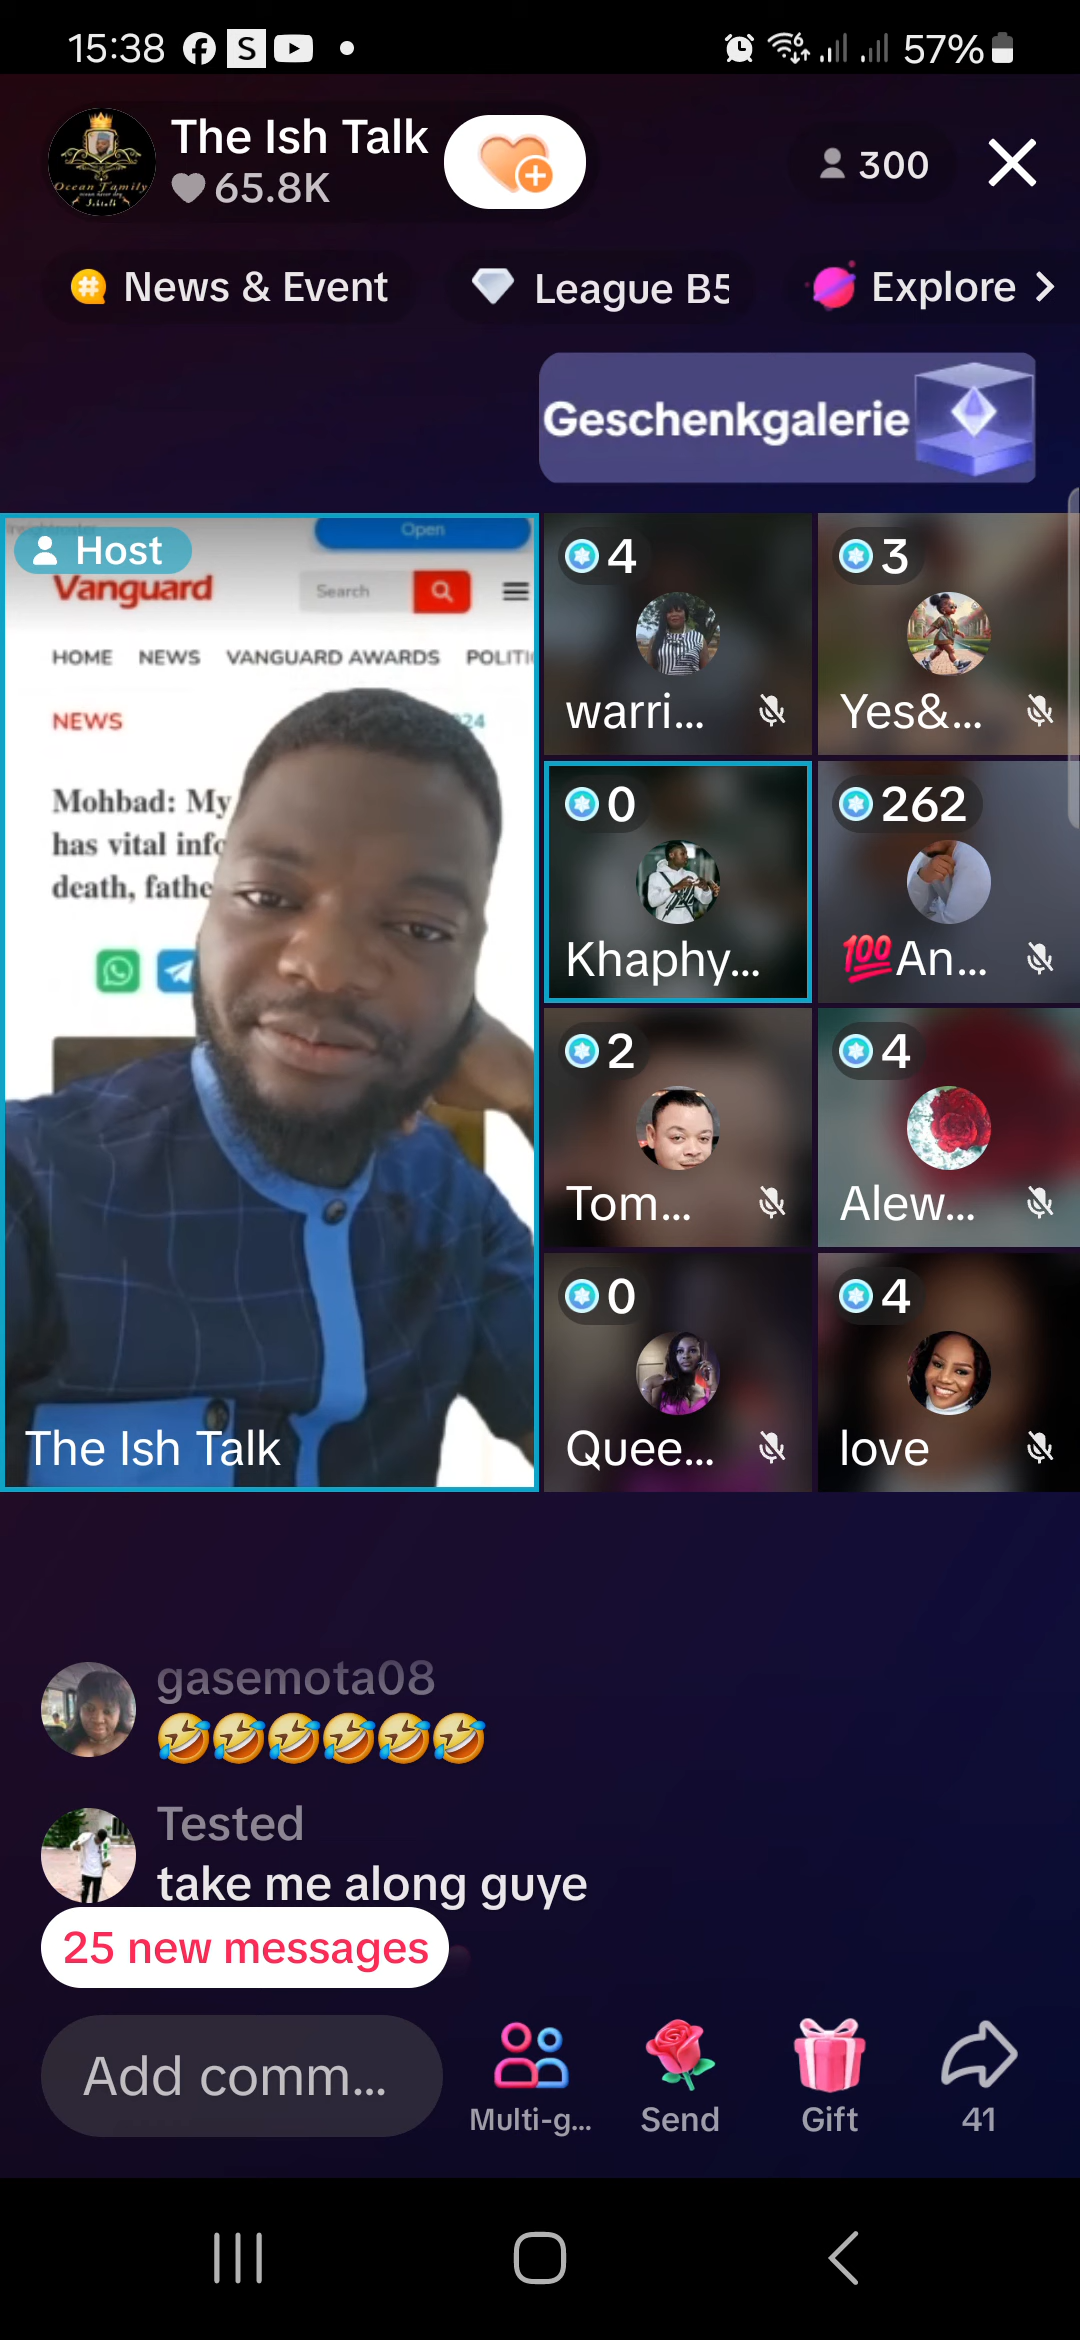 15:38
57%
The Ish Talk
65.8K
300
News & Event
League B5
Explore
Geschenkgalerie
Host
Open
Vanguard
Search
HOME NEWS VANGUARD AWARDS POLITI
NEWS
24
Mohbad: My
has vital info
death, fathe
The Ish Talk
4
warri...
3
Yes&...
0
Khaphy...
262
💯An...
2
Tom...
4
Alew...
0
Quee...
4
love
gasemota08
🤣🤣🤣🤣🤣🤣
Tested
take me along guye
25 new messages
Add comm...
Multi-g...
Send
Gift
41